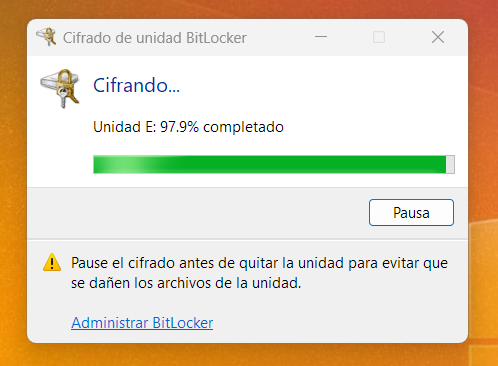 Cifrado de unidad BitLocker
Cifrando...
Unidad E: 97.9% completado
Pausa
Pause el cifrado antes de quitar la unidad para evitar que
se dañen los archivos de la unidad.
Administrar BitLocker